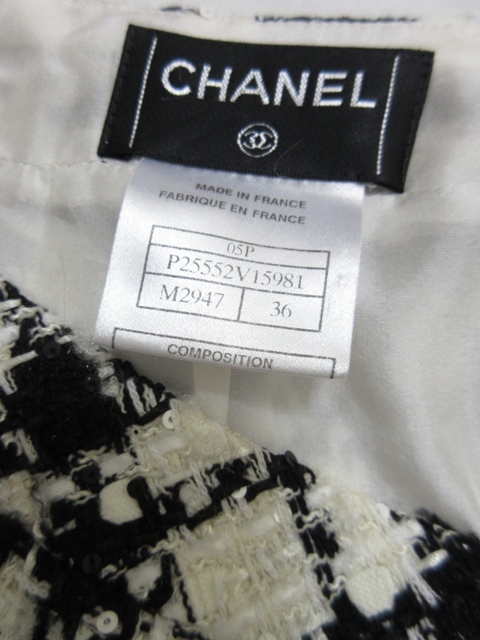 CHANEL
MADE IN FRANCE
FABRIQUE EN FRANCE
05P
P25552V15981
M2947 36
COMPOSITION